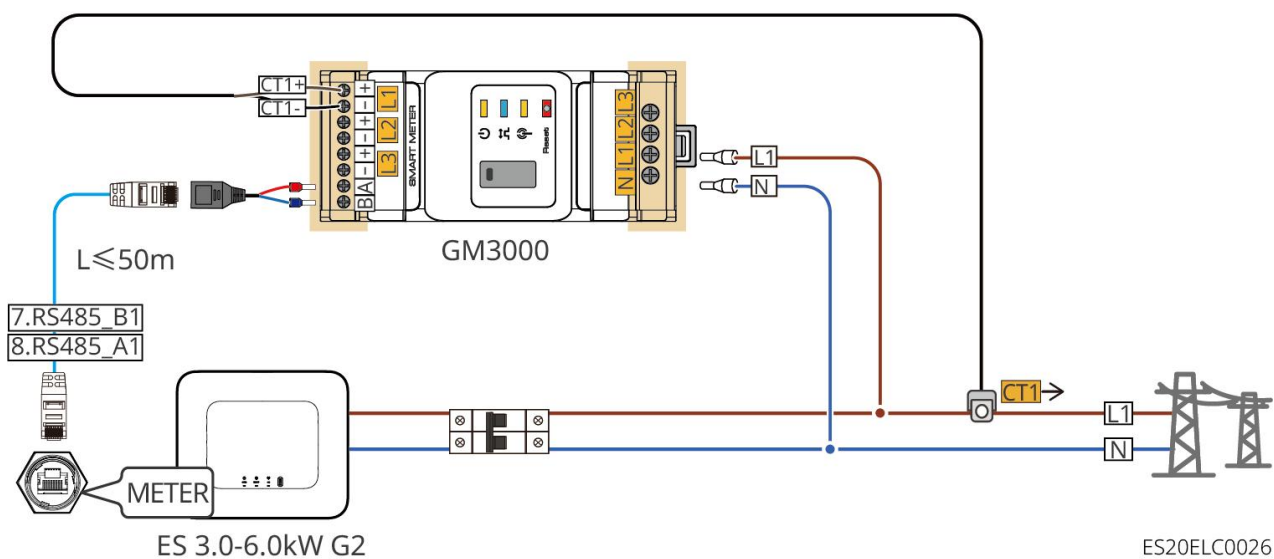 CT1+
CT1-
+
-
+
-
+
-
A
B
L1
L2
L3
SMART METER
Reset
L3
L2
L1
N
L1
N
GM3000
L≤50m
7.RS485_B1
8.RS485_A1
CT1
L1
N
METER
ES 3.0-6.0kW G2
ES20ELC0026